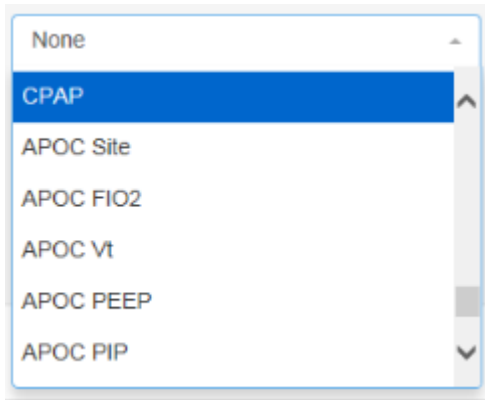 None
CPAP
APOC Site
APOC FIO2
APOC Vt
APOC PEEP
APOC PIP